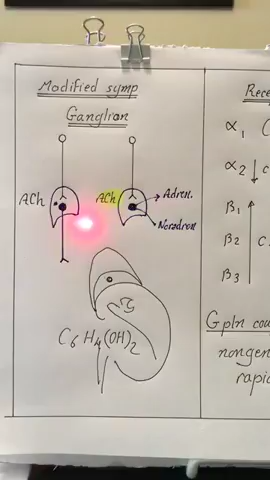 Modified symp
Ganglion
ACh
ACh
Adren.
Noradren
C6H4(OH)2
Rece
α1 (
α2 ↓ c
β1
β2 c
β3
G pln cou
nongen
rapi